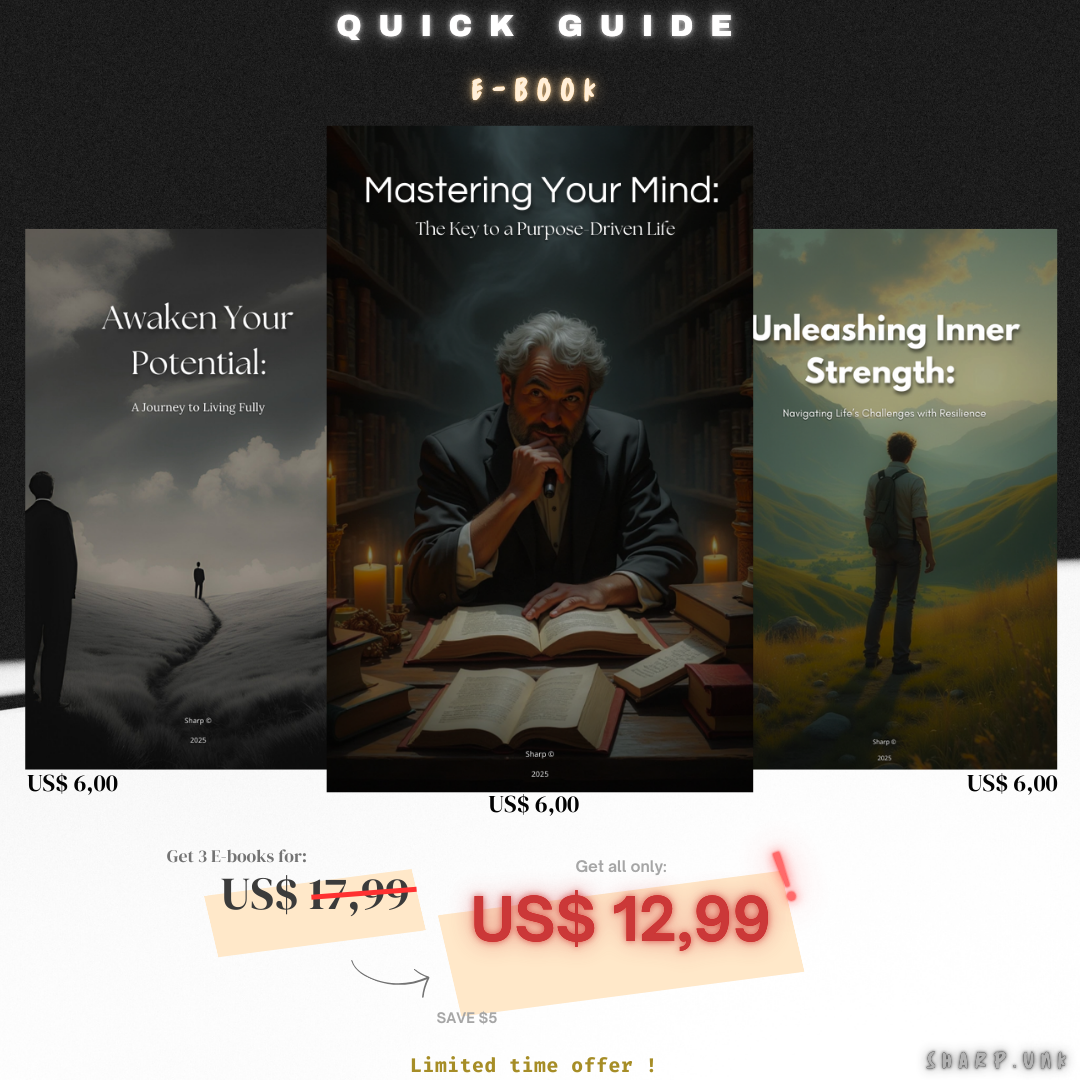 QUICK GUIDE
E-BOOK
Mastering Your Mind:
The Key to a Purpose-Driven Life
Sharp ©
2025
US$ 6,00
Awaken Your
Potential:
A Journey to Living Fully
Sharp ©
2025
US$ 6,00
Unleashing Inner
Strength:
Navigating Life's Challenges with Resilience
Sharp ©
2025
US$ 6,00
Get 3 E-books for:
US$ 17,99
Get all only:
US$ 12,99!
SAVE $5
Limited time offer !
SHARP.UNK